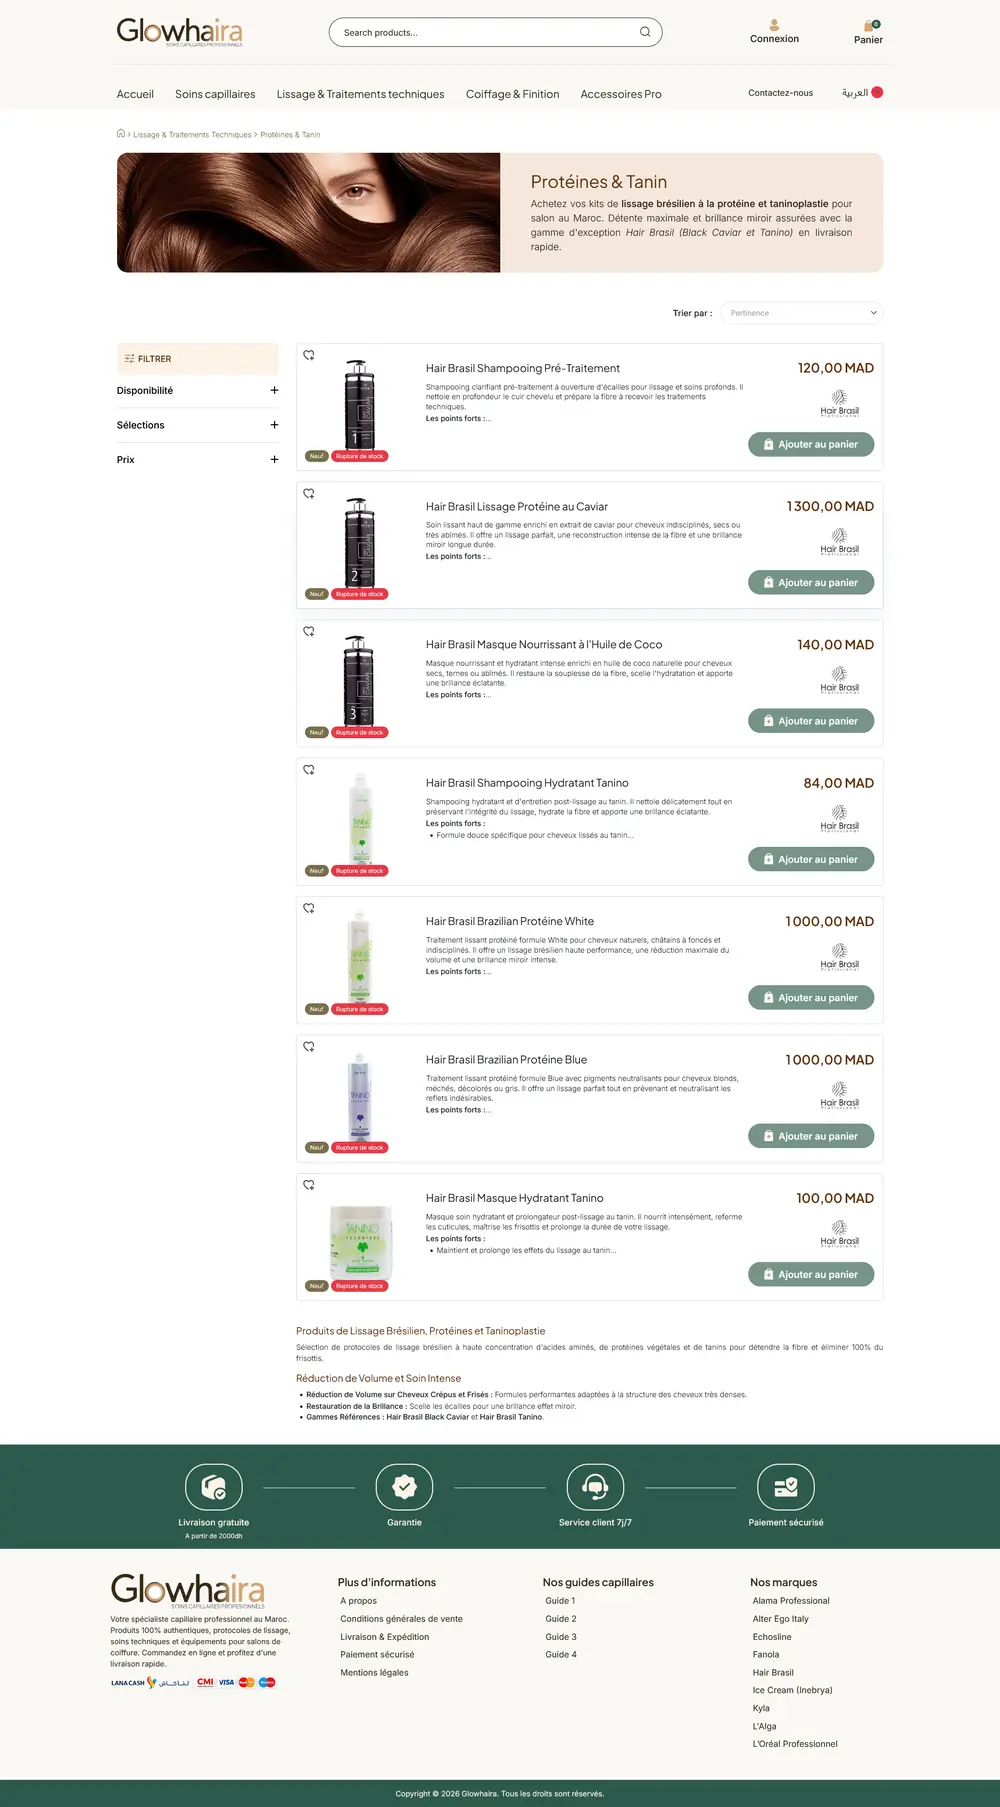 Glowhaira
SOINS CAPILLAIRES PROFESSIONNELS
Search products...
Connexion
0
Panier
Accueil
Soins capillaires
Lissage & Traitements techniques
Coiffage & Finition
Accessoires Pro
Contactez-nous
العربية
> Lissage & Traitements Techniques > Protéines & Tanin
Protéines & Tanin
Achetez vos kits de lissage brésilien à la protéine et taninoplastie pour
salon au Maroc. Détente maximale et brillance miroir assurées avec la
gamme d'exception Hair Brasil (Black Caviar et Tanino) en livraison
rapide.
Trier par :
Pertinence
FILTRER
Disponibilité +
Sélections +
Prix +
1
Neuf
Rupture de stock
Hair Brasil Shampooing Pré-Traitement
Shampooing clarifiant pré-traitement à ouverture d'écailles pour lissage et soins profonds. Il
nettoie en profondeur le cuir chevelu et prépare la fibre à recevoir les traitements
techniques.
Les points forts :...
120,00 MAD
Hair Brasil
Professional
Ajouter au panier
2
Neuf
Rupture de stock
Hair Brasil Lissage Protéine au Caviar
Soin lissant haut de gamme enrichi en extrait de caviar pour cheveux indisciplinés, secs ou
très abîmés. Il offre un lissage parfait, une reconstruction intense de la fibre et une brillance
miroir longue durée.
Les points forts :...
1 300,00 MAD
Hair Brasil
Professional
Ajouter au panier
3
Neuf
Rupture de stock
Hair Brasil Masque Nourrissant à l'Huile de Coco
Masque nourrissant et hydratant intense enrichi en huile de coco naturelle pour cheveux
secs, ternes ou abîmés. Il restaure la souplesse de la fibre, scelle l'hydratation et apporte
une brillance éclatante.
Les points forts :...
140,00 MAD
Hair Brasil
Professional
Ajouter au panier
TANINO
Neuf
Rupture de stock
Hair Brasil Shampooing Hydratant Tanino
Shampooing hydratant et d'entretien post-lissage au tanin. Il nettoie délicatement tout en
préservant l'intégrité du lissage, hydrate la fibre et apporte une brillance éclatante.
Les points forts :
• Formule douce spécifique pour cheveux lissés au tanin...
84,00 MAD
Hair Brasil
Professional
Ajouter au panier
TANINO
Neuf
Rupture de stock
Hair Brasil Brazilian Protéine White
Traitement lissant protéiné formule White pour cheveux naturels, châtains à foncés et
indisciplinés. Il offre un lissage brésilien haute performance, une réduction maximale du
volume et une brillance miroir intense.
Les points forts :...
1 000,00 MAD
Hair Brasil
Professional
Ajouter au panier
TANINO
Neuf
Rupture de stock
Hair Brasil Brazilian Protéine Blue
Traitement lissant protéiné formule Blue avec pigments neutralisants pour cheveux blonds,
méchés, décolorés ou gris. Il offre un lissage parfait tout en prévenant et neutralisant les
reflets indésirables.
Les points forts :...
1 000,00 MAD
Hair Brasil
Professional
Ajouter au panier
TANINO
TECHNIQUE
Neuf
Rupture de stock
Hair Brasil Masque Hydratant Tanino
Masque soin hydratant et prolongateur post-lissage au tanin. Il nourrit intensément, referme
les cuticules, maîtrise les frisottis et prolonge la durée de votre lissage.
Les points forts :
• Maintient et prolonge les effets du lissage au tanin...
100,00 MAD
Hair Brasil
Professional
Ajouter au panier
Produits de Lissage Brésilien, Protéines et Taninoplastie
Sélection de protocoles de lissage brésilien à haute concentration d'acides aminés, de protéines végétales et de tanins pour détendre la fibre et éliminer 100% du
frisottis.
Réduction de Volume et Soin Intense
• Réduction de Volume sur Cheveux Crépus et Frisés : Formules performantes adaptées à la structure des cheveux très denses.
• Restauration de la Brillance : Scelle les écailles pour une brillance effet miroir.
• Gammes Références : Hair Brasil Black Caviar et Hair Brasil Tanino.
Livraison gratuite
A partir de 2000dh
Garantie
Service client 7j/7
Paiement sécurisé
Glowhaira
SOINS CAPILLAIRES PROFESIONNELS
Votre spécialiste capillaire professionnel au Maroc.
Produits 100% authentiques, protocoles de lissage,
soins techniques et équipements pour salons de
coiffure. Commandez en ligne et profitez d'une
livraison rapide.
LANA CASH
CMI
VISA
Plus d'informations
A propos
Conditions générales de vente
Livraison & Expédition
Paiement sécurisé
Mentions légales
Nos guides capillaires
Guide 1
Guide 2
Guide 3
Guide 4
Nos marques
Alama Professional
Alter Ego Italy
Echosline
Fanola
Hair Brasil
Ice Cream (Inebrya)
Kyla
L'Alga
L'Oréal Professionnel
Copyright © 2026 Glowhaira. Tous les droits sont réservés.